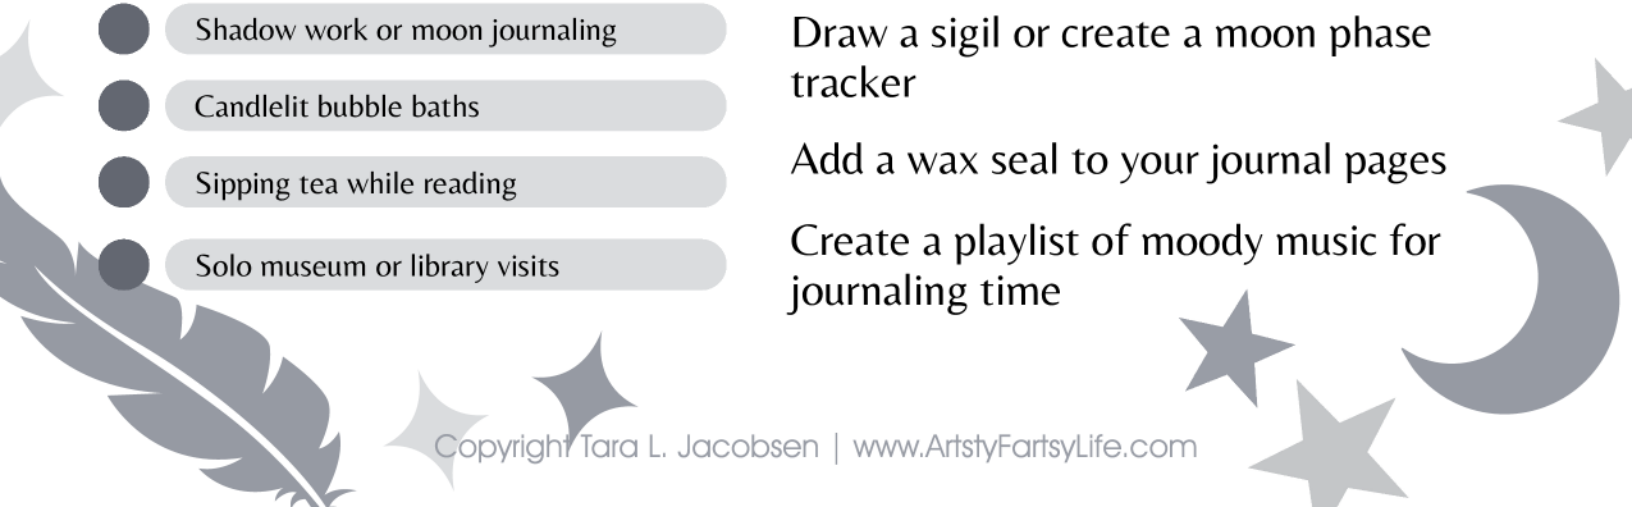 Shadow work or moon journaling
Candlelit bubble baths
Sipping tea while reading
Solo museum or library visits
Draw a sigil or create a moon phase
tracker
Add a wax seal to your journal pages
Create a playlist of moody music for
journaling time
Copyright Tara L. Jacobsen | www.ArtstyFartsyLife.com